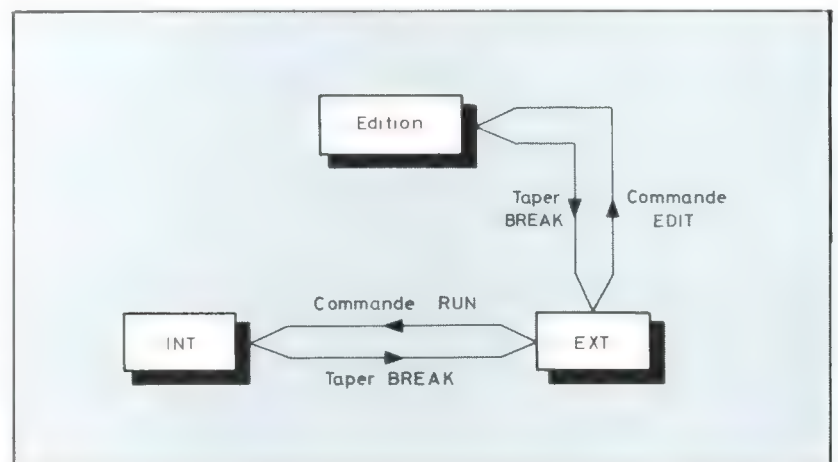 Edition
Taper
BREAK
Commande
EDIT
Commande RUN
INT
EXT
Taper BREAK